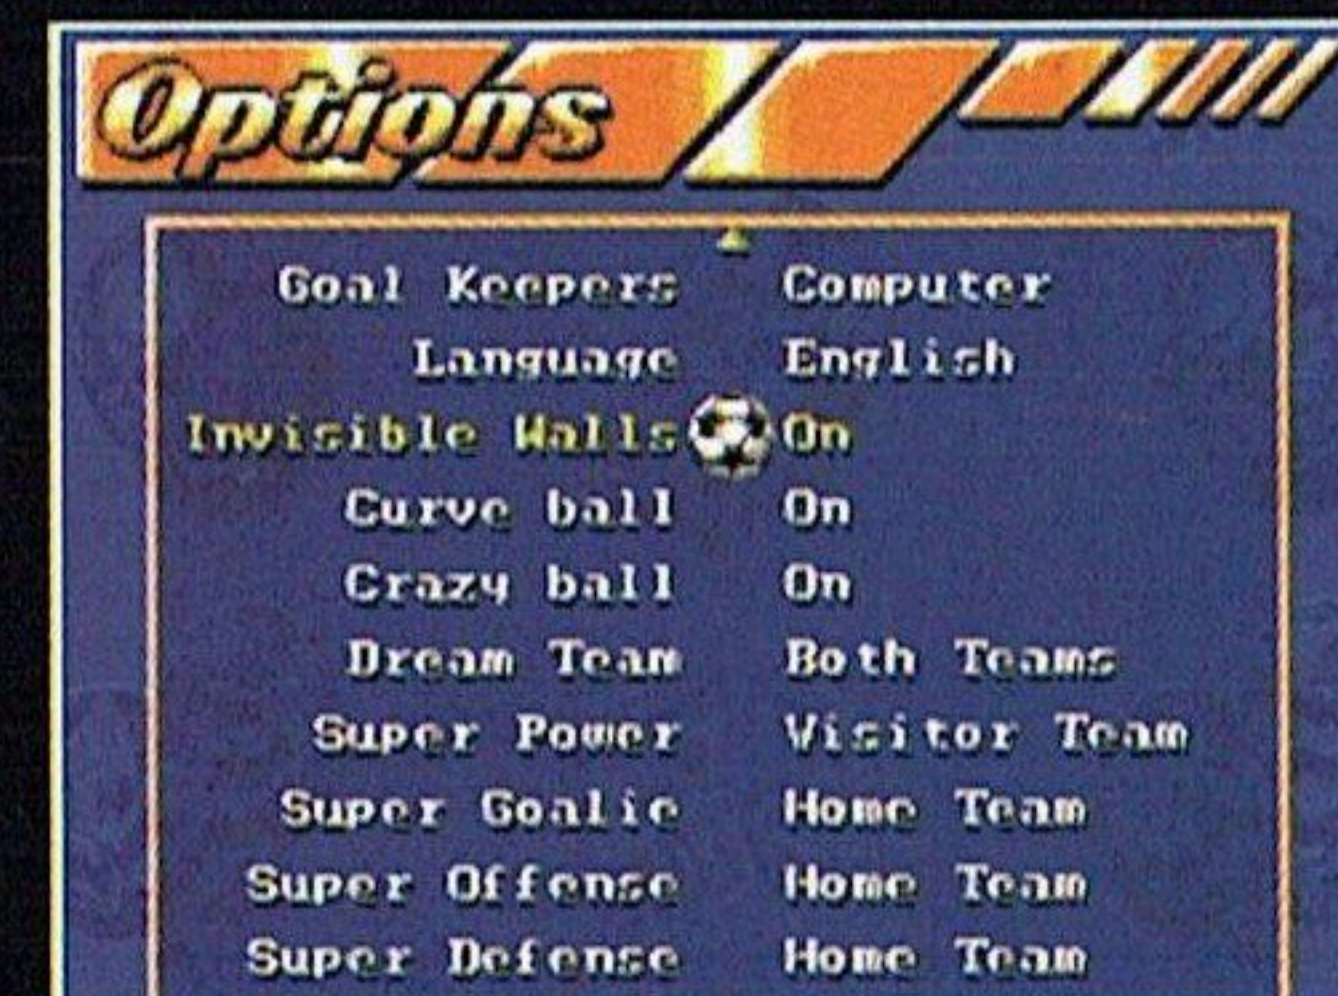 Options
Goal Keepers Computer
Language English
Invisible Walls On
Curve ball On
Crazy ball On
Dream Team Both Teams
Super Power Visitor Team
Super Goalie Home Team
Super Offense Home Team
Super Defense Home Team